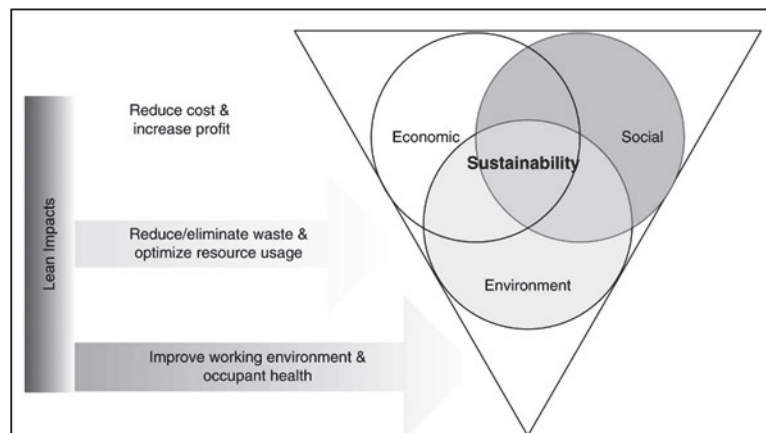 Lean Impacts
Reduce cost &
increase profit
Reduce/eliminate waste &
optimize resource usage
Improve working environment &
occupant health
Economic
Social
Sustainability
Environment